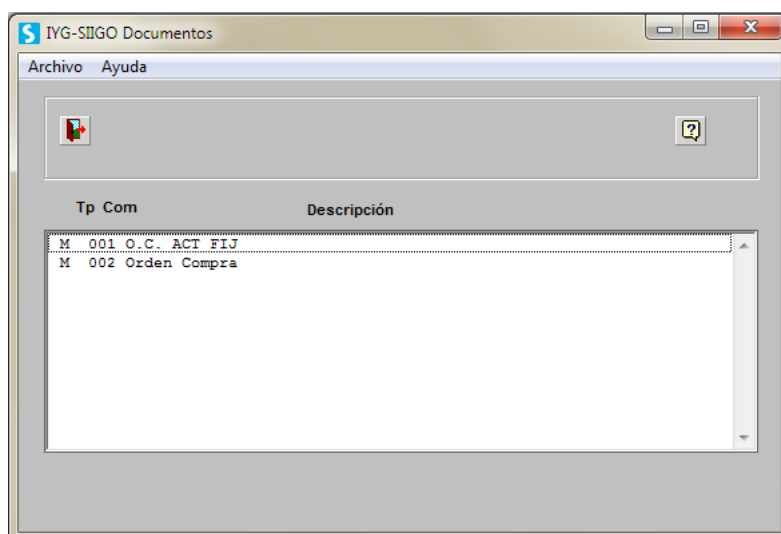 S IYG-SIIGO Documentos
Archivo Ayuda
Tp Com Descripción
M 001 O.C. ACT FIJ
M 002 Orden Compra